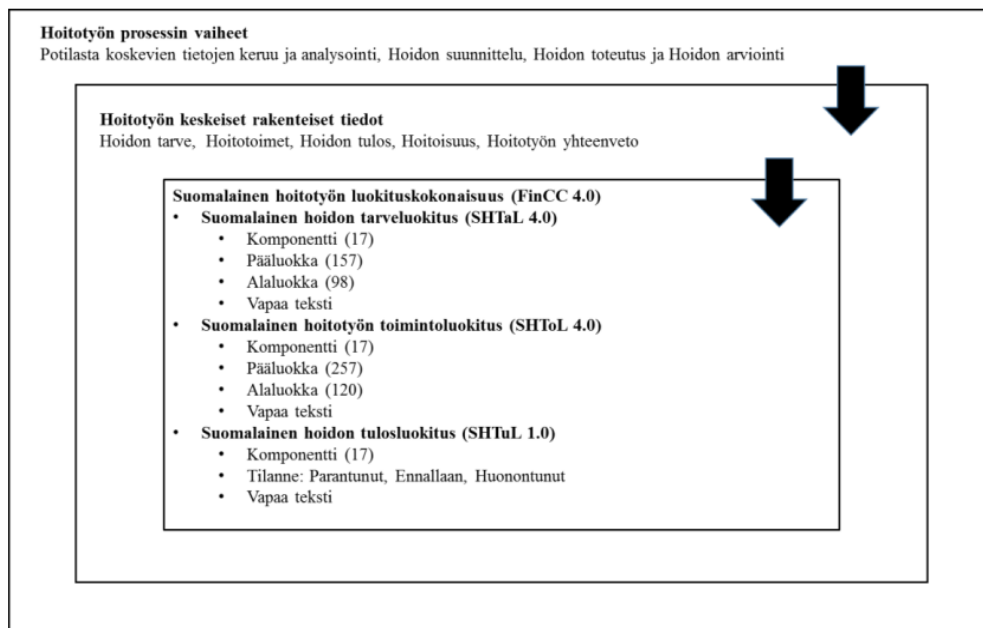 Hoitotyön prosessin vaiheet
Potilasta koskevien tietojen keruu ja analysointi, Hoidon suunnittelu, Hoidon toteutus ja Hoidon arviointi
Hoitotyön keskeiset rakenteiset tiedot
Hoidon tarve, Hoitotoimet, Hoidon tulos, Hoitoisuus, Hoitotyön yhteenveto
Suomalainen hoitotyön luokituskokonaisuus (FinCC 4.0)
• Suomalainen hoidon tarveluokitus (SHTaL 4.0)
• Komponentti (17)
• Pääluokka (157)
• Alaluokka (98)
• Vapaa teksti
• Suomalainen hoitotyön toimintoluokitus (SHToL 4.0)
• Komponentti (17)
• Pääluokka (257)
• Alaluokka (120)
• Vapaa teksti
• Suomalainen hoidon tulosluokitus (SHTuL 1.0)
• Komponentti (17)
• Tilanne: Parantunut, Ennallaan, Huonontunut
• Vapaa teksti